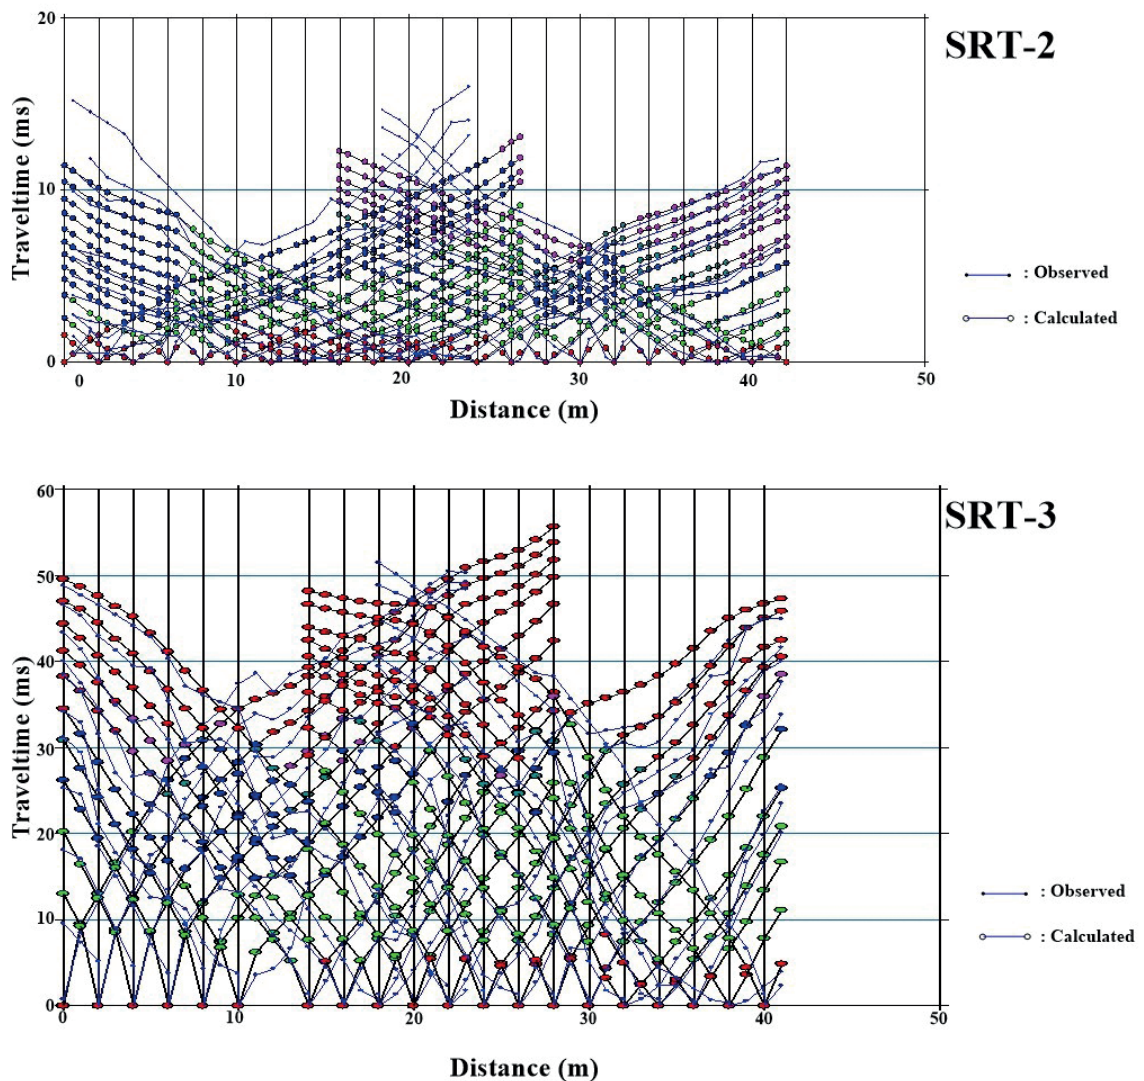 20
SRT-2
Traveltime (ms)
10
: Observed
: Calculated
0
0 10 20 30 40 50
Distance (m)
60
SRT-3
50
40
Traveltime (ms)
30
20
: Observed
10
: Calculated
0
0 10 20 30 40 50
Distance (m)